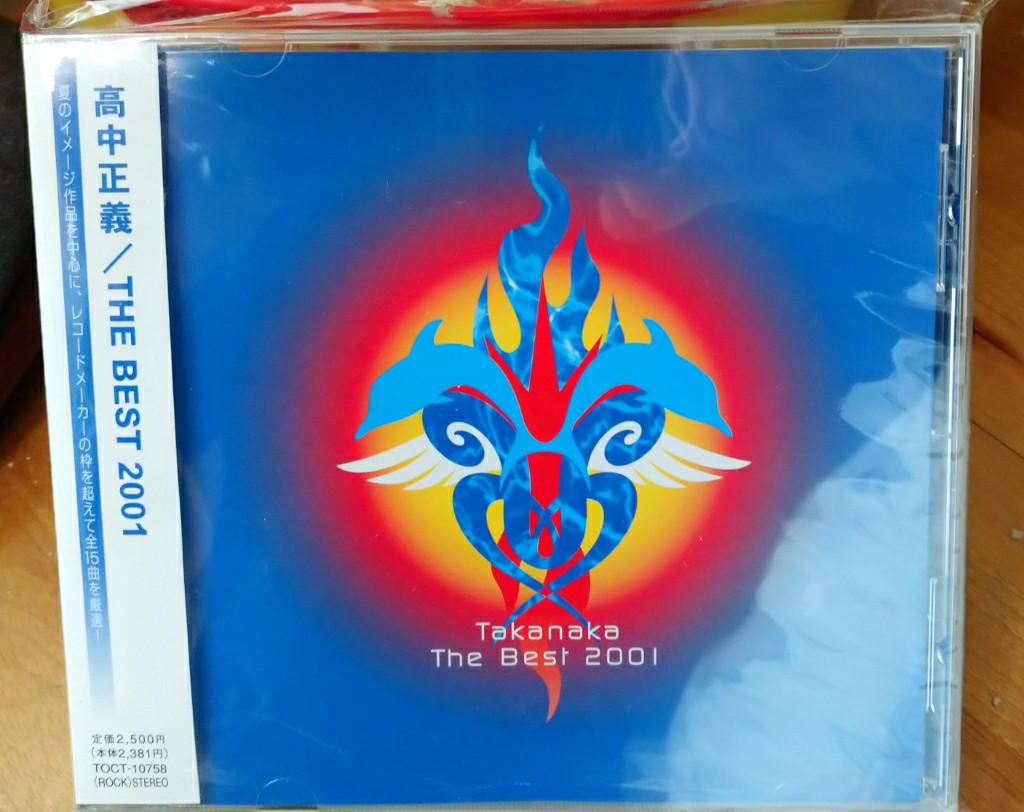 高中正義／THE BEST 2001
夏のイメージ作品を中心に、レコードメーカーの枠を超えて全15曲を厳選！
定価2,500円
（本体2,381円）
TOCT-10758
(ROCK)STEREO
Takanaka
The Best 2001